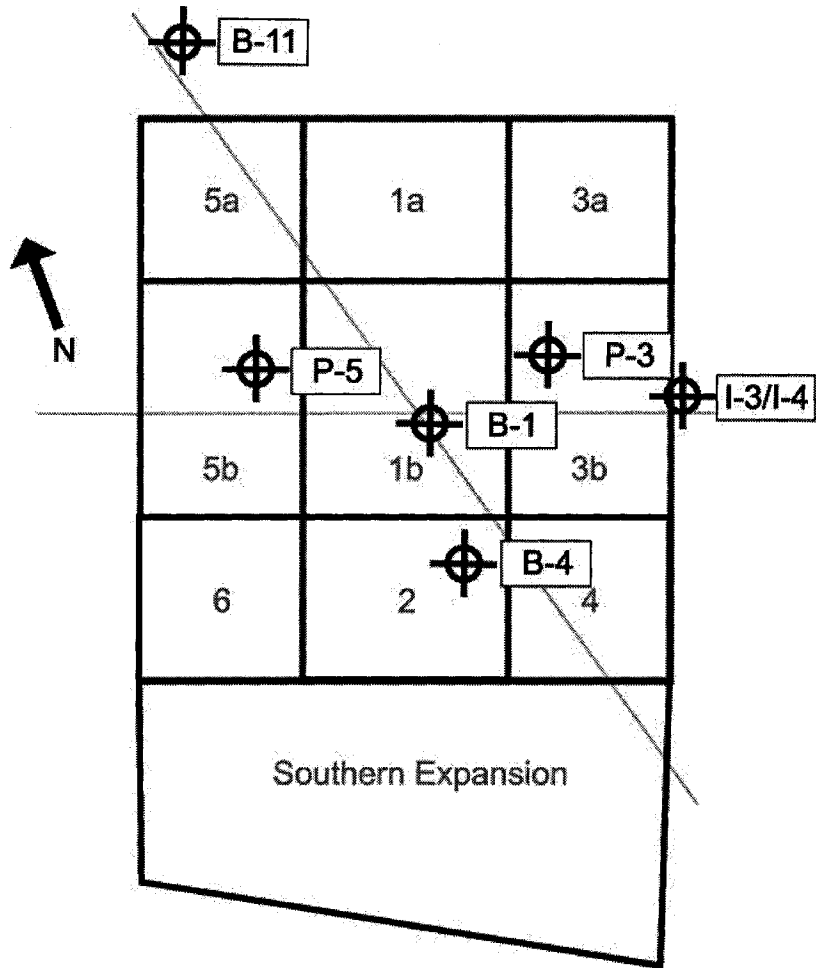 B-11
5a
1a
3a
N
P-5
P-3
I-3/I-4
B-1
5b
1b
3b
B-4
6
2
4
Southern Expansion